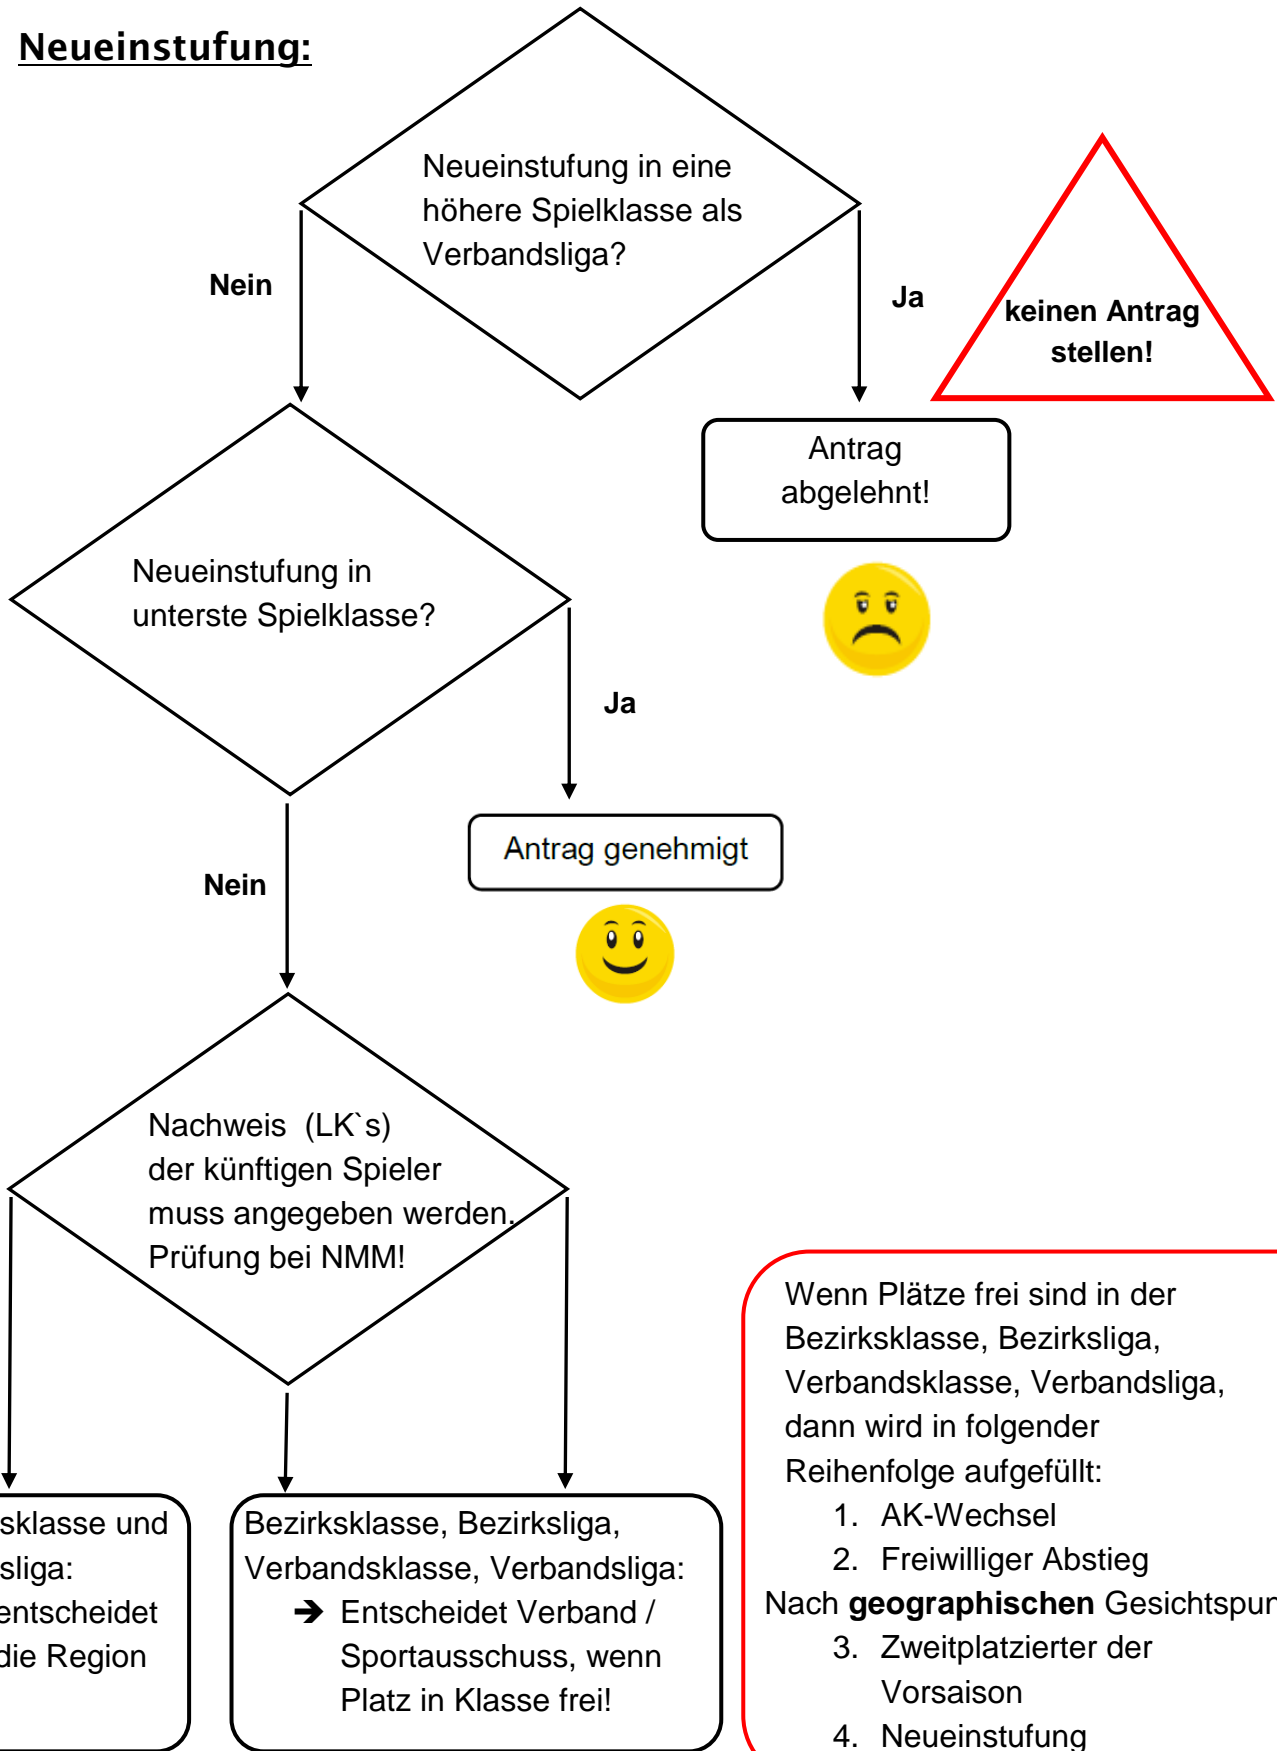 Neueinstufung:
Neueinstufung in eine
höhere Spielklasse als
Verbandsliga?
Nein
Ja
keinen Antrag
stellen!
Antrag
abgelehnt!
Neueinstufung in
unterste Spielklasse?
Ja
Antrag genehmigt
Nein
Nachweis  (LK`s)
der künftigen Spieler
muss angegeben werden.
Prüfung bei NMM!
sklasse und
sliga:
entscheidet
die Region
Bezirksklasse, Bezirksliga,
Verbandsklasse, Verbandsliga:
➔ Entscheidet Verband /
Sportausschuss, wenn
Platz in Klasse frei!
Wenn Plätze frei sind in der
Bezirksklasse, Bezirksliga,
Verbandsklasse, Verbandsliga,
dann wird in folgender
Reihenfolge aufgefüllt:
1. AK-Wechsel
2. Freiwilliger Abstieg
Nach geographischen Gesichtspun
3. Zweitplatzierter der
Vorsaison
4. Neueinstufung